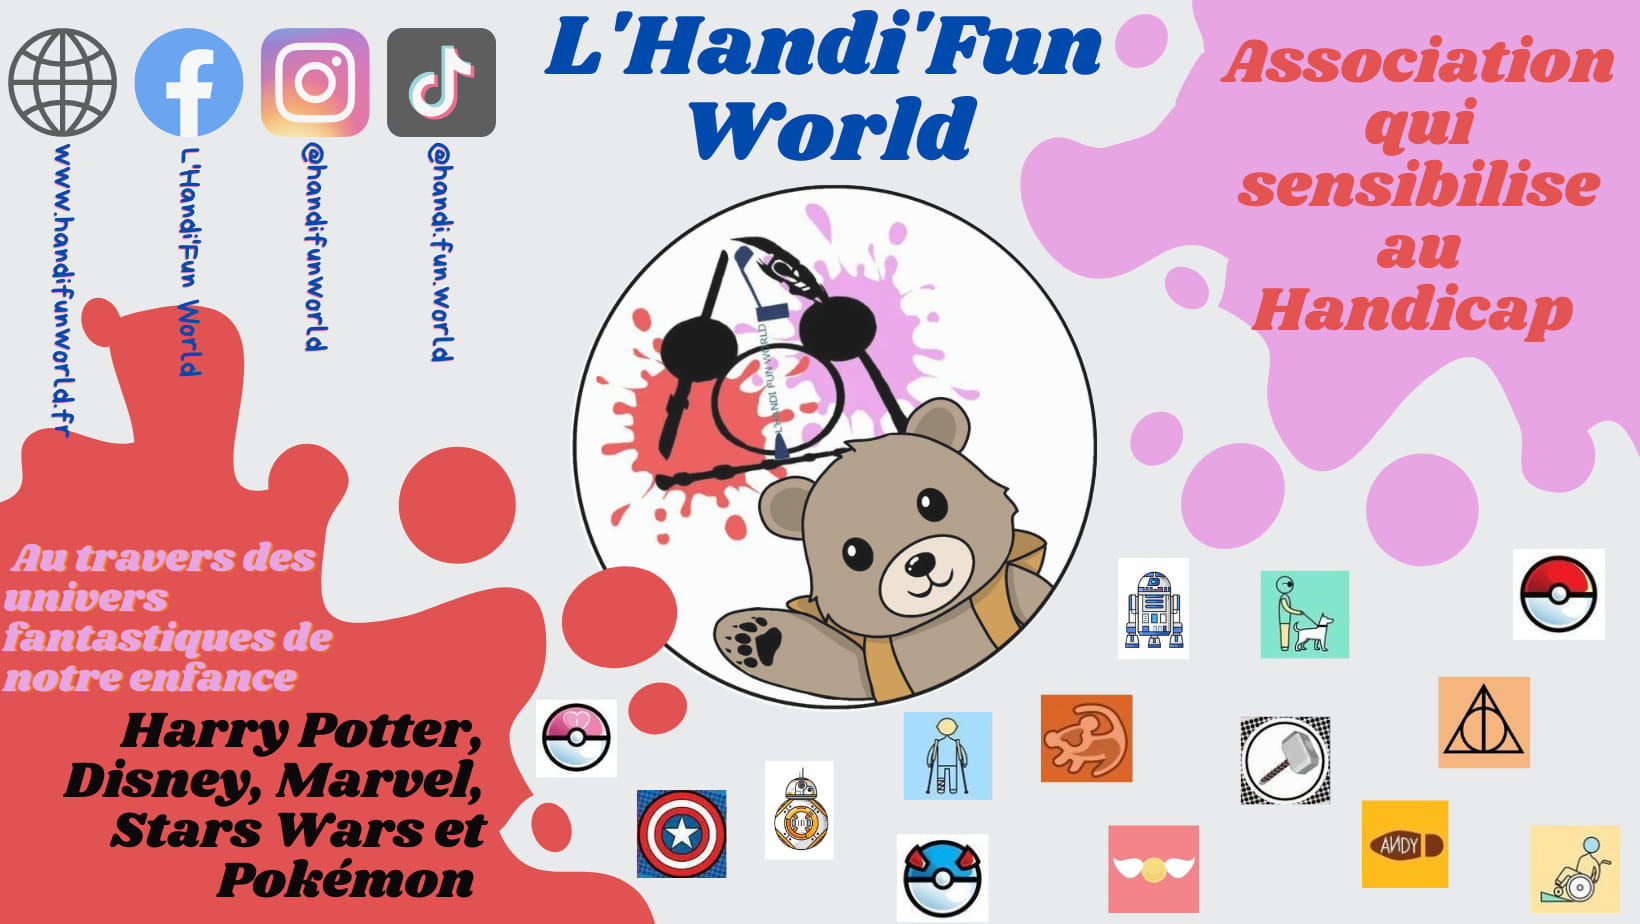 L'Handi'Fun
World
www.handifunworld.fr
L'Handi'Fun World
@handifunworld
@handi.fun.world
Association
qui
sensibilise
au
Handicap
L'HANDI FUN WORLD
Au travers des
univers
fantastiques de
notre enfance
Harry Potter,
Disney, Marvel,
Stars Wars et
Pokémon
ANDY